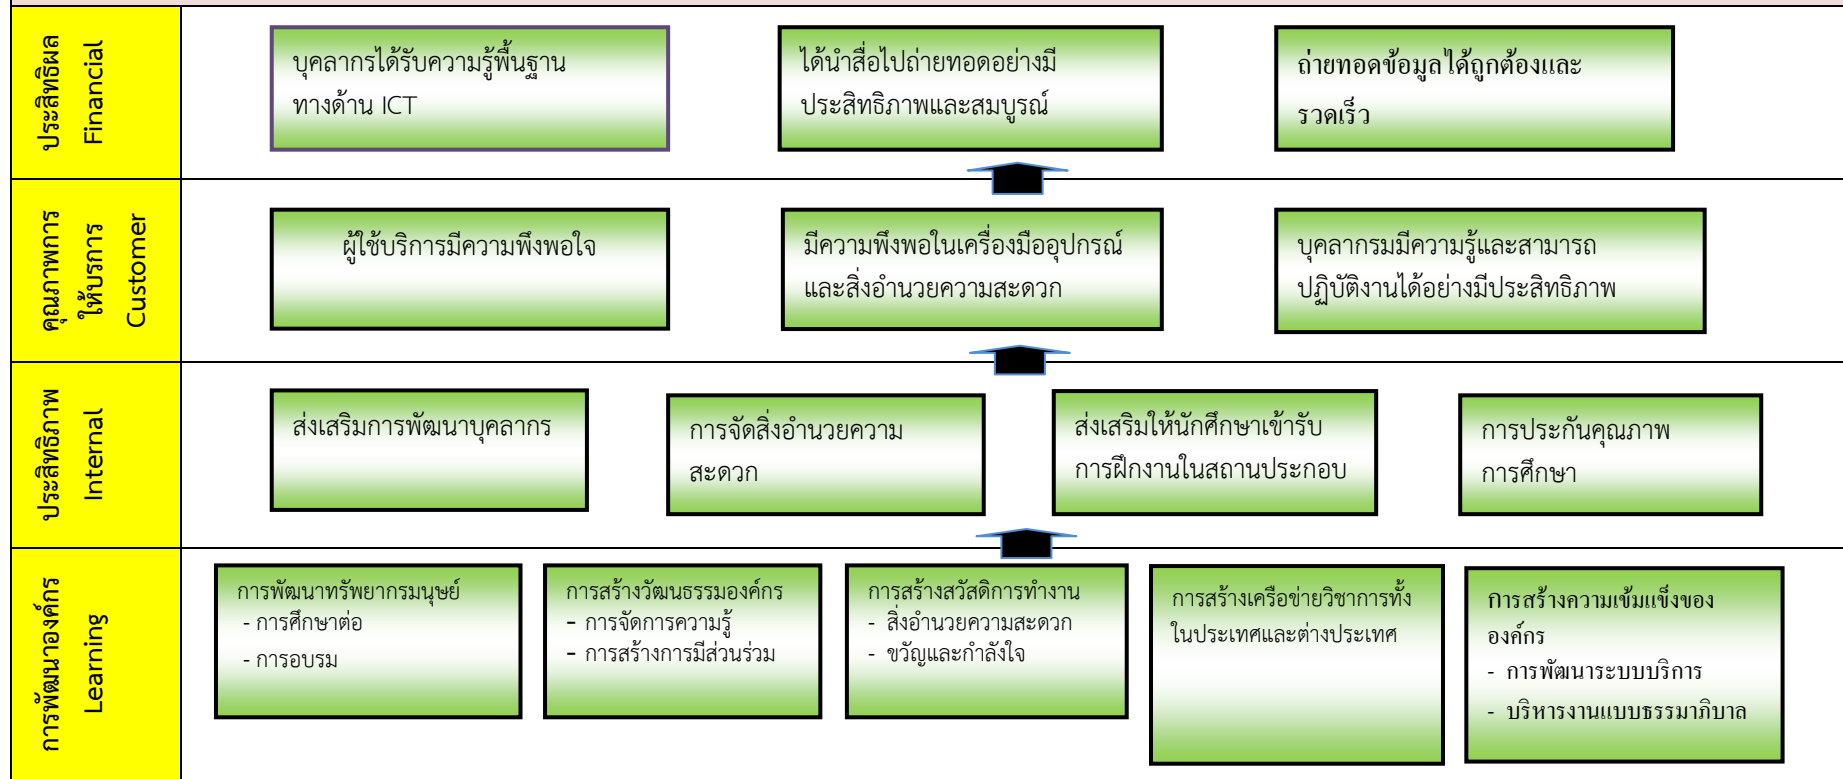 ประสิทธิผล
Financial
บุคลากรได้รับความรู้พื้นฐาน
ทางด้าน ICT
ได้นำสื่อไปถ่ายทอดอย่างมี
ประสิทธิภาพและสมบูรณ์
ถ่ายทอดข้อมูลได้ถูกต้องและ
รวดเร็ว
คุณภาพการ
ให้บริการ
Customer
ผู้ใช้บริการมีความพึงพอใจ
มีความพึงพอในเครื่องมืออุปกรณ์
และสิ่งอำนวยความสะดวก
บุคลากรมมีความรู้และสามารถ
ปฏิบัติงานได้อย่างมีประสิทธิภาพ
ประสิทธิภาพ
Internal
ส่งเสริมการพัฒนาบุคลากร
การจัดสิ่งอำนวยความ
สะดวก
ส่งเสริมให้นักศึกษาเข้ารับ
การฝึกงานในสถานประกอบ
การประกันคุณภาพ
การศึกษา
การพัฒนาองค์กร
Learning
การพัฒนาทรัพยากรมนุษย์
- การศึกษาต่อ
- การอบรม
การสร้างวัฒนธรรมองค์กร
- การจัดการความรู้
- การสร้างการมีส่วนร่วม
การสร้างสวัสดิการทำงาน
- สิ่งอำนวยความสะดวก
- ขวัญและกำลังใจ
การสร้างเครือข่ายวิชาการทั้ง
ในประเทศและต่างประเทศ
การสร้างความเข้มแข็งของ
องค์กร
- การพัฒนาระบบบริการ
- บริหารงานแบบธรรมาภิบาล